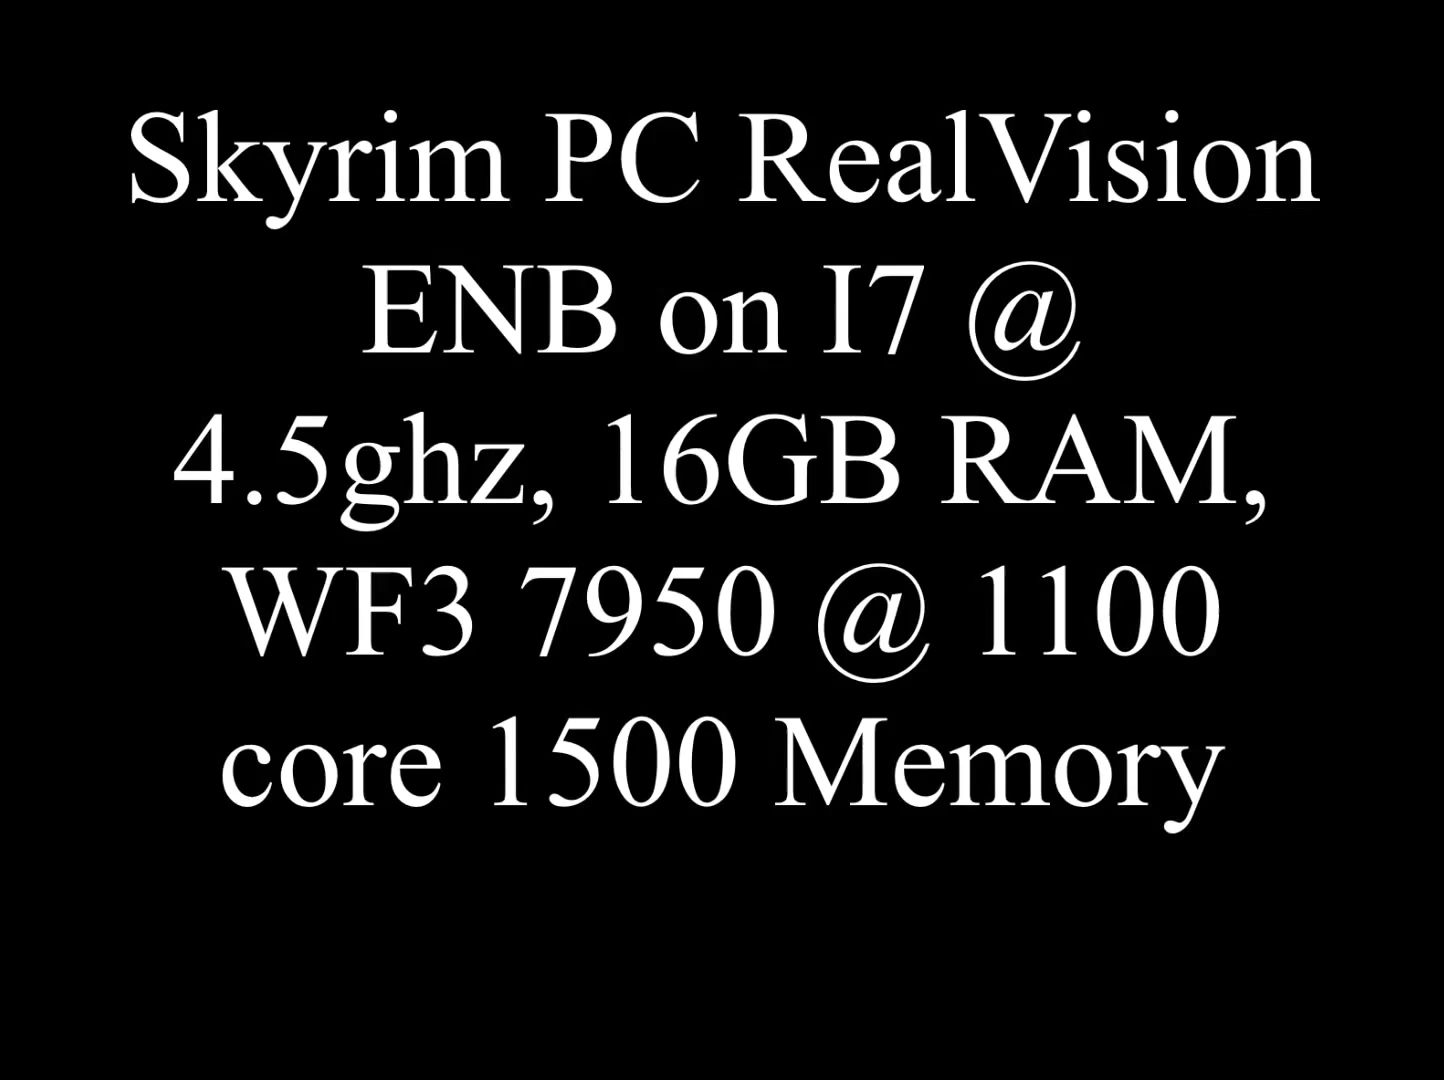 Skyrim PC RealVision
ENB on I7 @
4.5ghz, 16GB RAM,
WF3 7950 @ 1100
core 1500 Memory